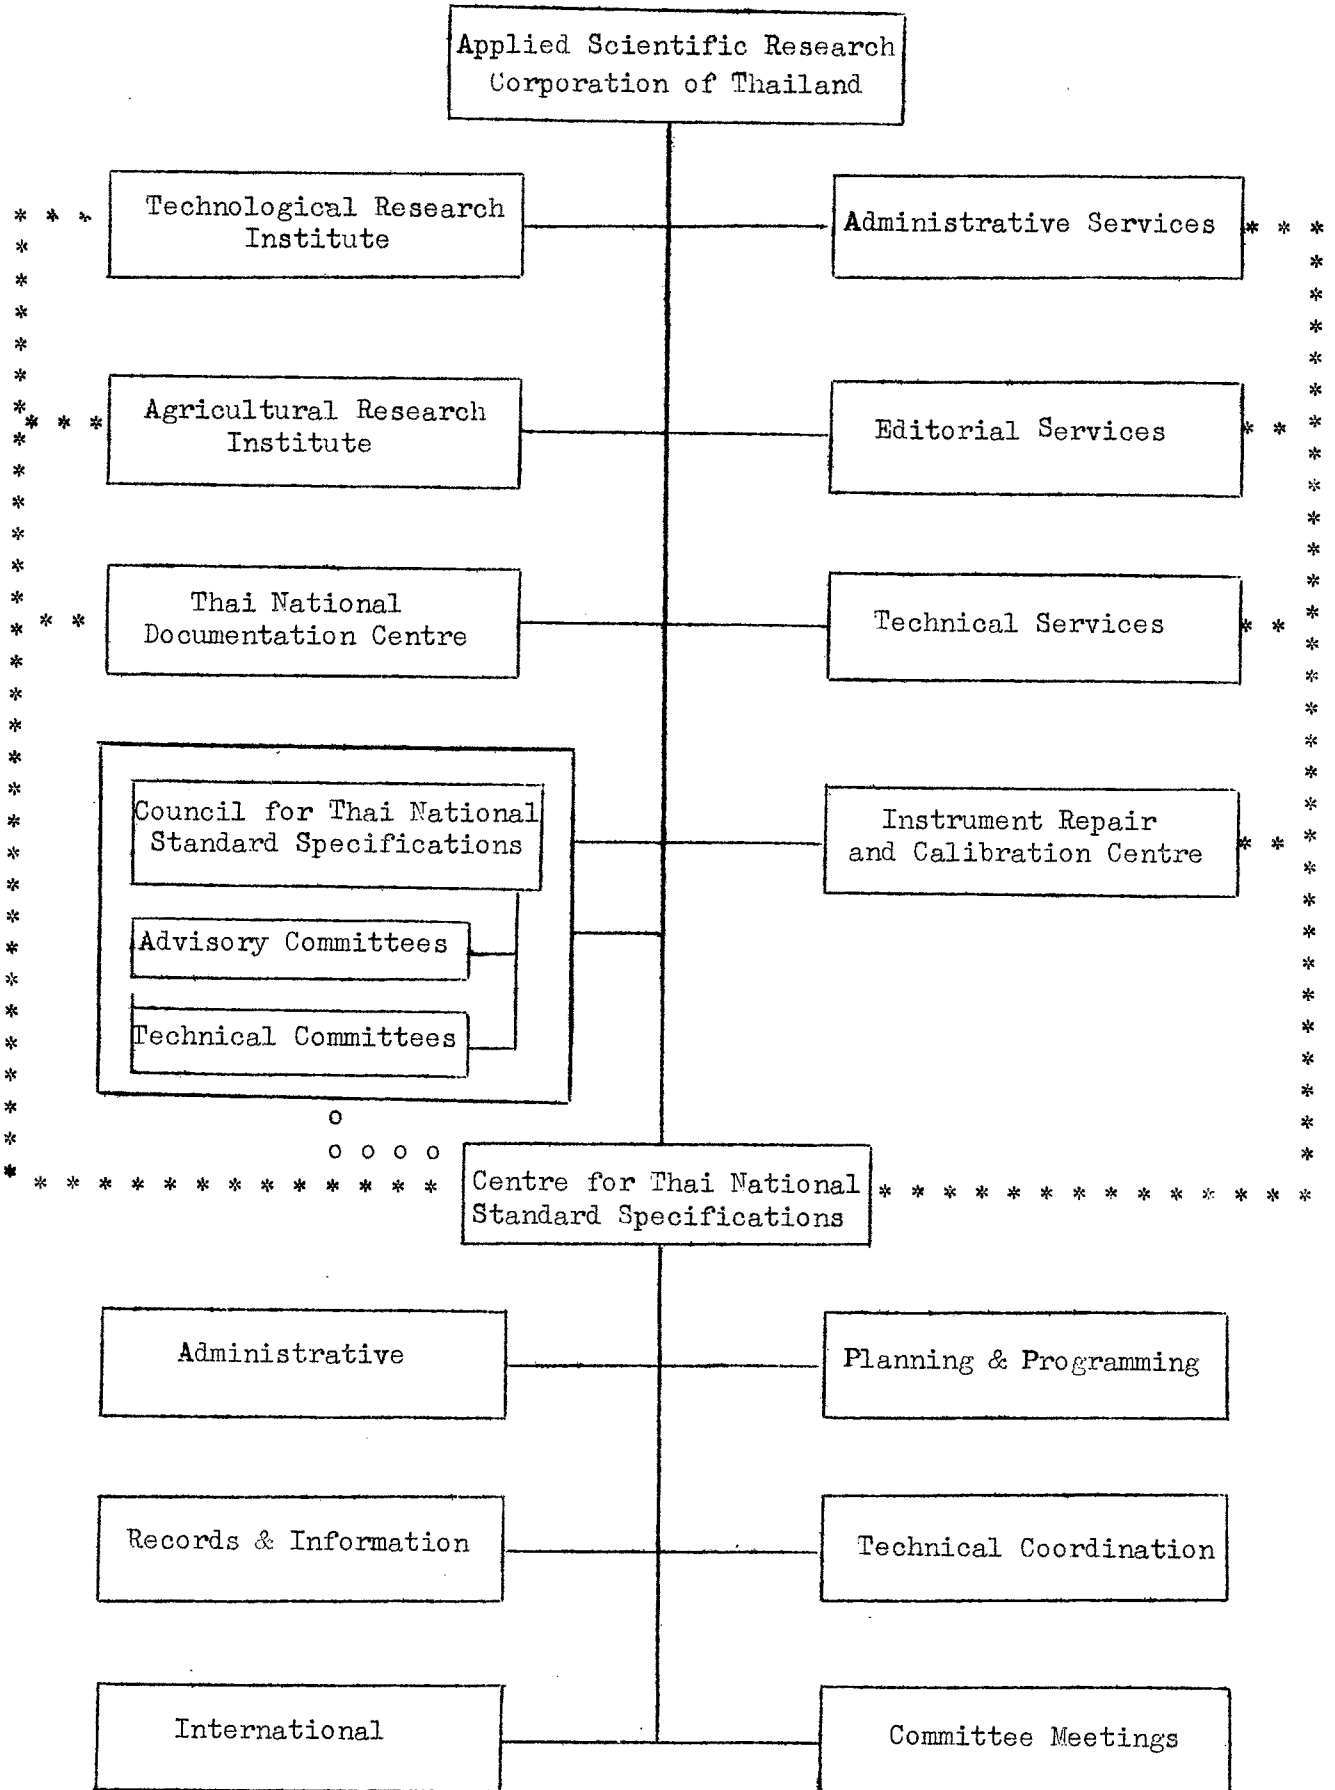 Applied Scientific Research
Corporation of Thailand
Technological Research
Institute
Administrative Services
Agricultural Research
Institute
Editorial Services
Thai National
Documentation Centre
Technical Services
Council for Thai National
Standard Specifications
Instrument Repair
and Calibration Centre
Advisory Committees
Technical Committees
Centre for Thai National
Standard Specifications
Administrative
Planning & Programming
Records & Information
Technical Coordination
International
Committee Meetings